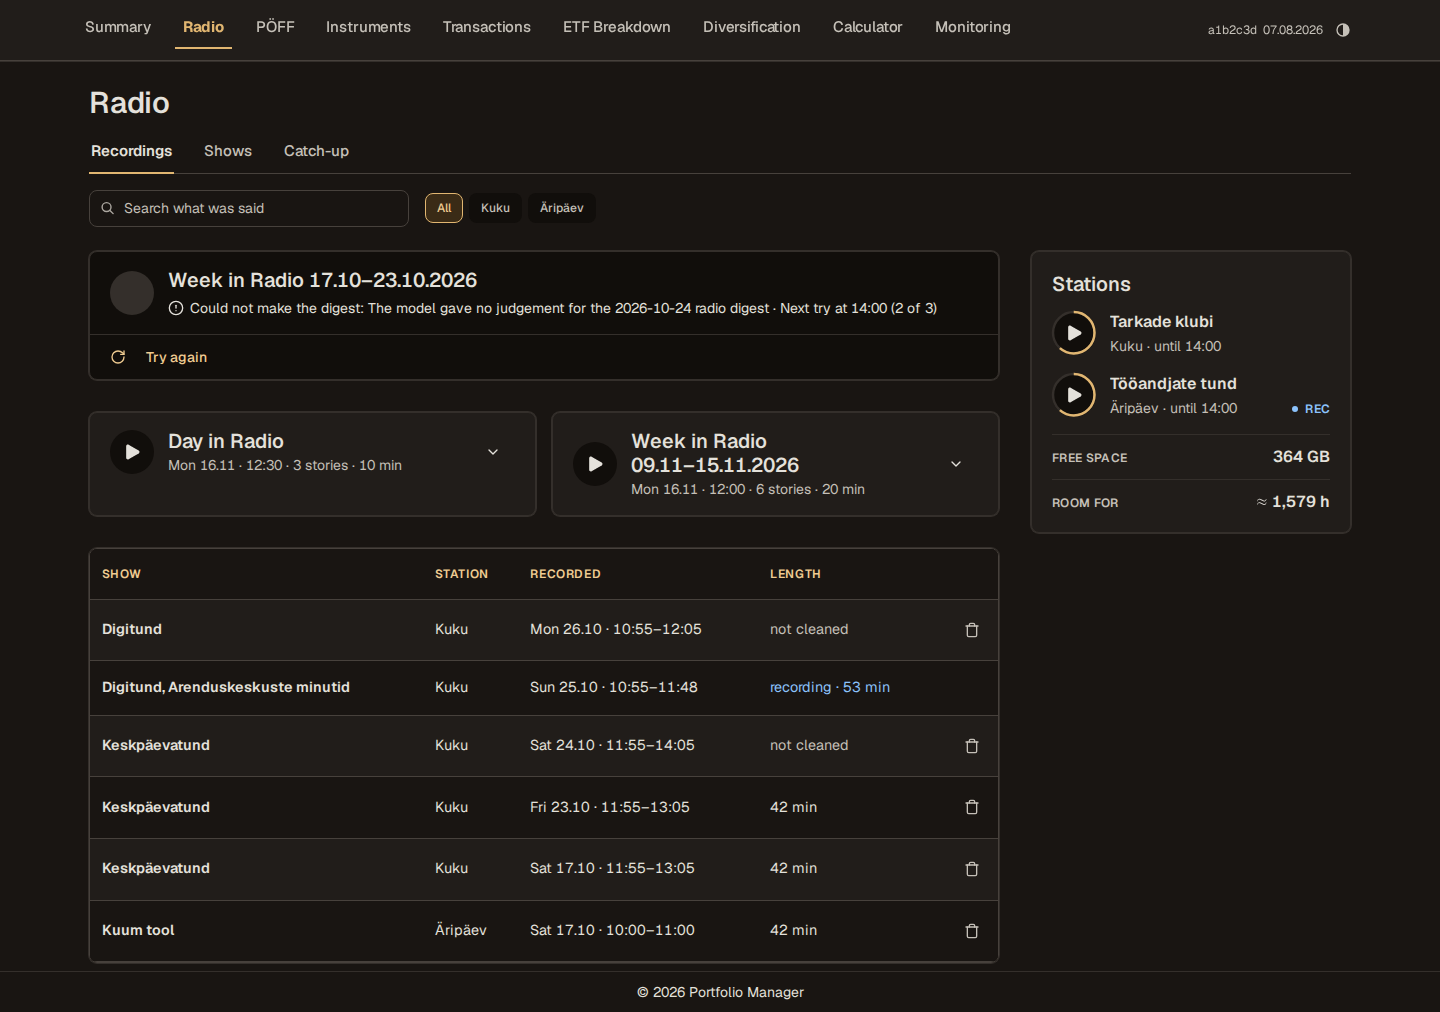 Summary Radio PÖFF Instruments Transactions ETF Breakdown Diversification Calculator Monitoring a1b2c3d 07.08.2026
Radio
Recordings Shows Catch-up
Search what was said All Kuku Äripäev
Week in Radio 17.10–23.10.2026
Could not make the digest: The model gave no judgement for the 2026-10-24 radio digest · Next try at 14:00 (2 of 3)
Try again
Day in Radio
Mon 16.11 · 12:30 · 3 stories · 10 min
Week in Radio
09.11–15.11.2026
Mon 16.11 · 12:00 · 6 stories · 20 min
Stations
Tarkade klubi
Kuku · until 14:00
Tööandjate tund
Äripäev · until 14:00 REC
FREE SPACE 364 GB
ROOM FOR ≈ 1,579 h
SHOW STATION RECORDED LENGTH
Digitund Kuku Mon 26.10 · 10:55–12:05 not cleaned
Digitund, Arenduskeskuste minutid Kuku Sun 25.10 · 10:55–11:48 recording · 53 min
Keskpäevatund Kuku Sat 24.10 · 11:55–14:05 not cleaned
Keskpäevatund Kuku Fri 23.10 · 11:55–13:05 42 min
Keskpäevatund Kuku Sat 17.10 · 11:55–13:05 42 min
Kuum tool Äripäev Sat 17.10 · 10:00–11:00 42 min
© 2026 Portfolio Manager